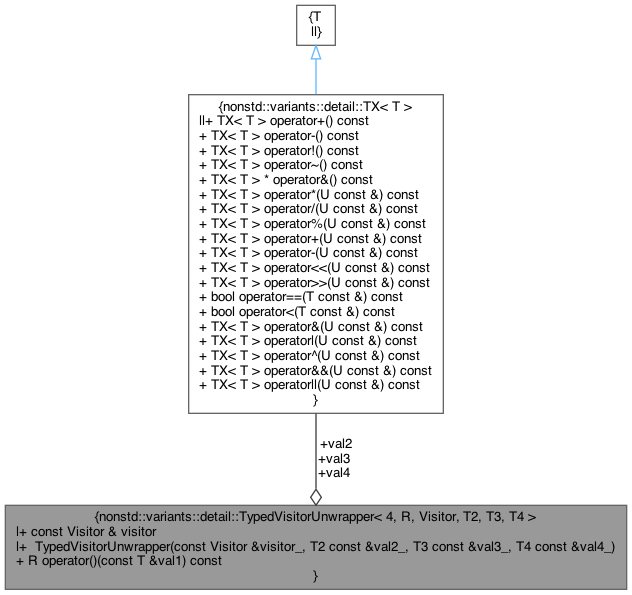 {T
||}
{nonstd::variants::detail::TX< T >
||+ TX< T > operator+() const
+ TX< T > operator-() const
+ TX< T > operator!() const
+ TX< T > operator~() const
+ TX< T > * operator&() const
+ TX< T > operator*(U const &) const
+ TX< T > operator/(U const &) const
+ TX< T > operator%(U const &) const
+ TX< T > operator+(U const &) const
+ TX< T > operator-(U const &) const
+ TX< T > operator<<(U const &) const
+ TX< T > operator>>(U const &) const
+ bool operator==(T const &) const
+ bool operator<(T const &) const
+ TX< T > operator&(U const &) const
+ TX< T > operator|(U const &) const
+ TX< T > operator^(U const &) const
+ TX< T > operator&&(U const &) const
+ TX< T > operator||(U const &) const
}
+val2
+val3
+val4
{nonstd::variants::detail::TypedVisitorUnwrapper< 4, R, Visitor, T2, T3, T4 >
|+ const Visitor & visitor
|+ TypedVisitorUnwrapper(const Visitor &visitor_, T2 const &val2_, T3 const &val3_, T4 const &val4_)
+ R operator()(const T &val1) const
}